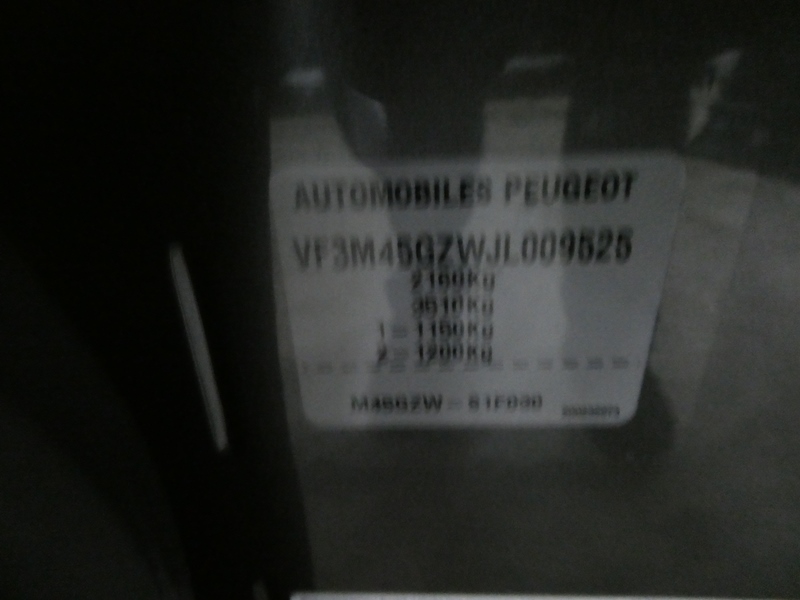 AUTOMOBILES PEUGEOT
VF3M45GZWJL009525
2160Kg
3510Kg
1 - 1150Kg
2 - 1200Kg
M45GZW -